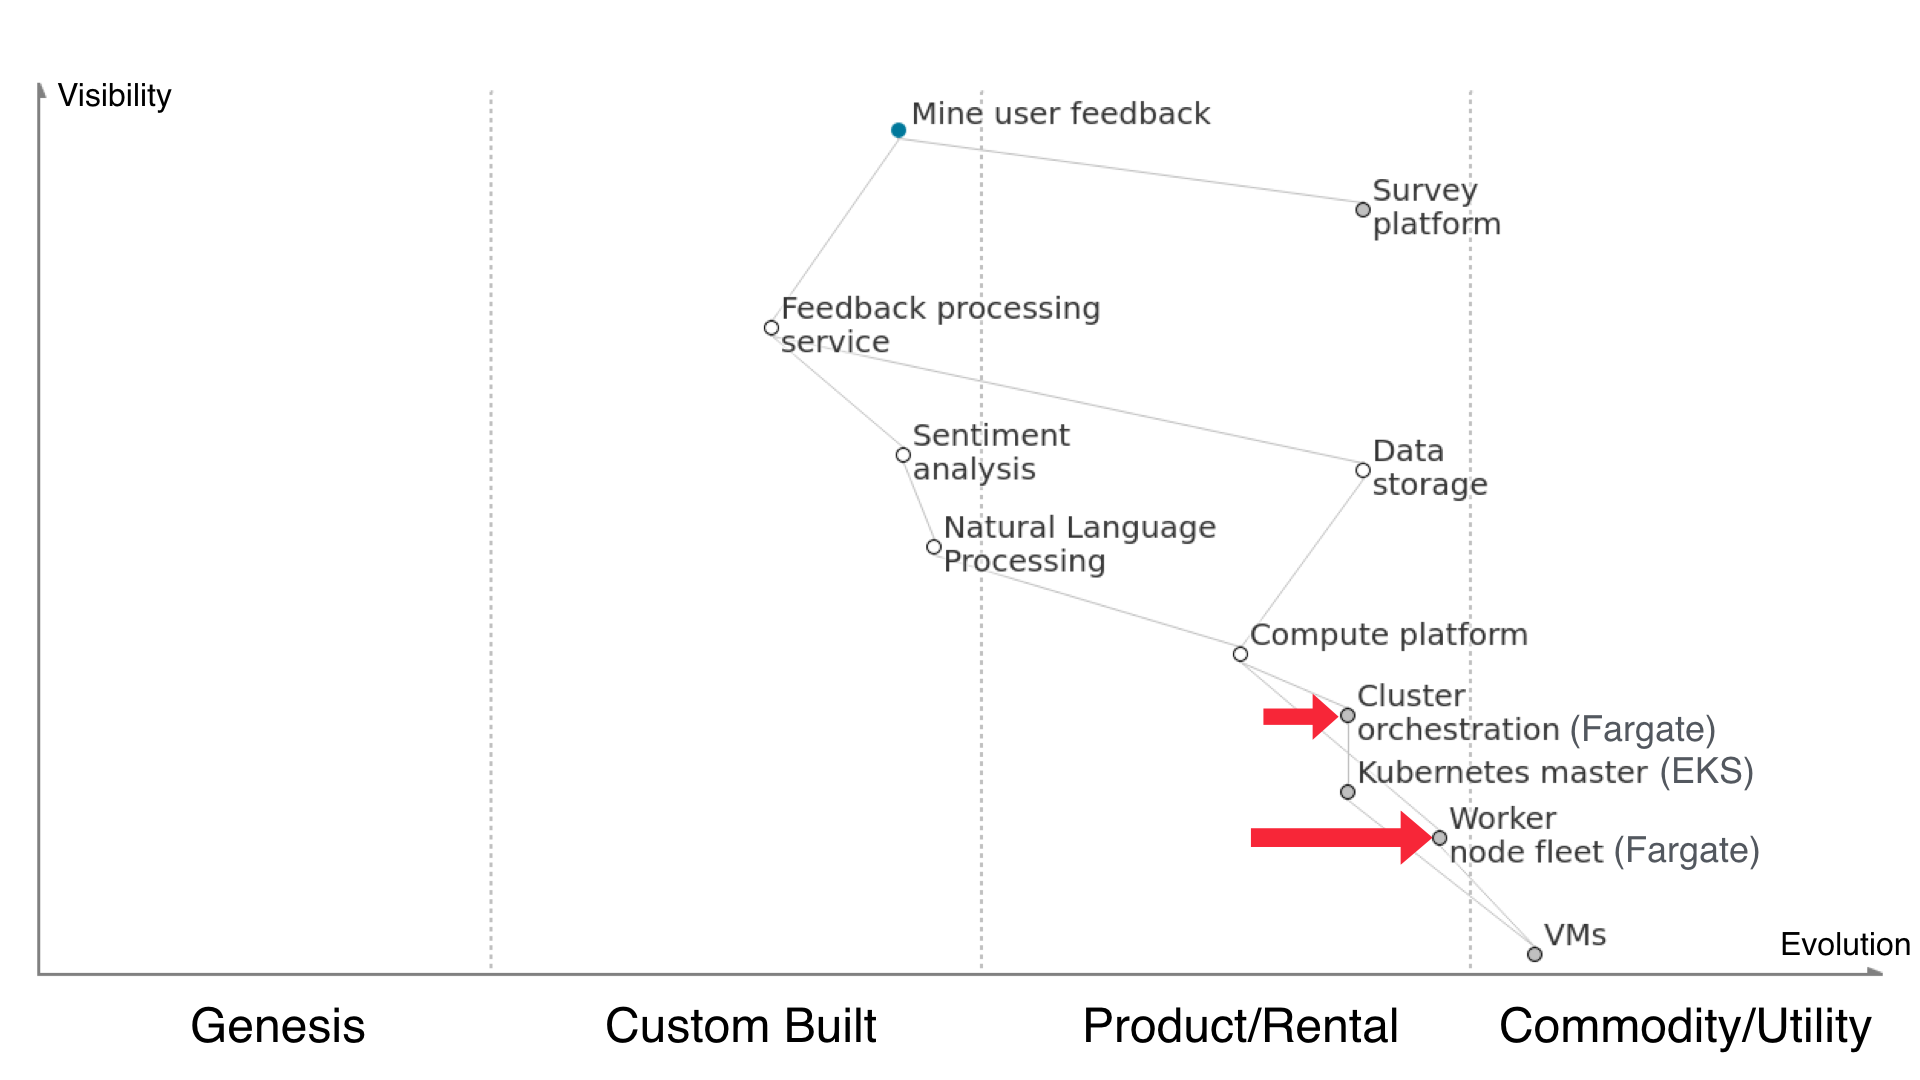 Visibility
Mine user feedback
Survey
platform
Feedback processing
service
Sentiment
analysis
Data
storage
Natural Language
Processing
Compute platform
Cluster
orchestration (Fargate)
Kubernetes master (EKS)
Worker
node fleet (Fargate)
VMs
Evolution
Genesis
Custom Built
Product/Rental
Commodity/Utility